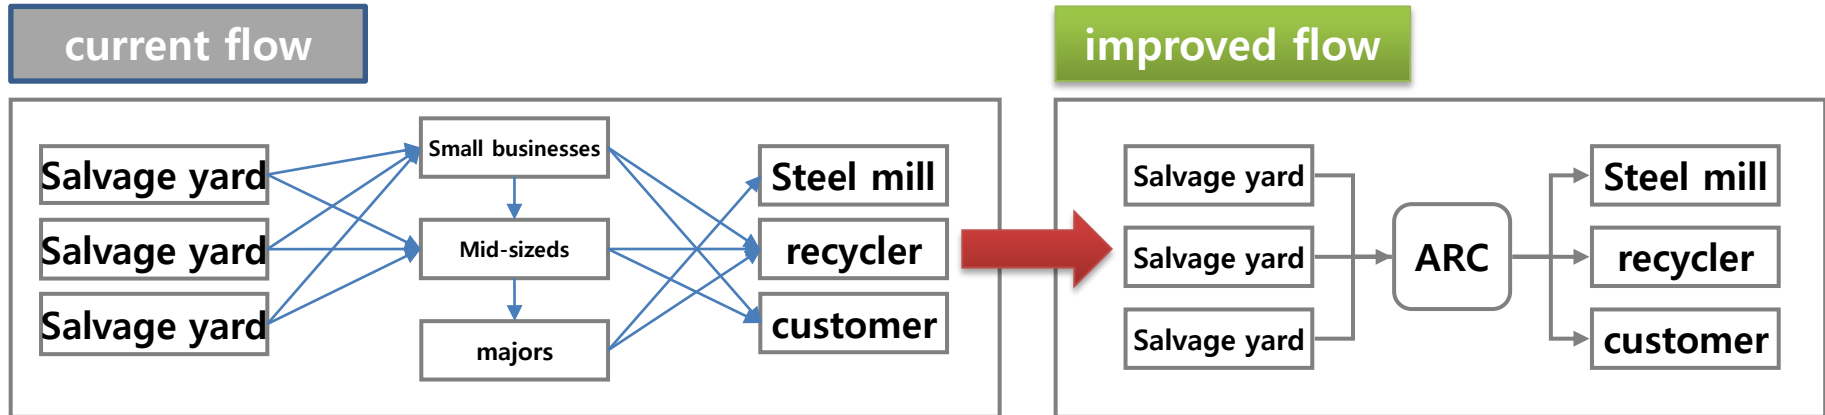 current flow
improved flow
Salvage yard
Salvage yard
Salvage yard
Small businesses
Mid-sizeds
majors
Steel mill
recycler
customer
Salvage yard
Salvage yard
Salvage yard
ARC
Steel mill
recycler
customer